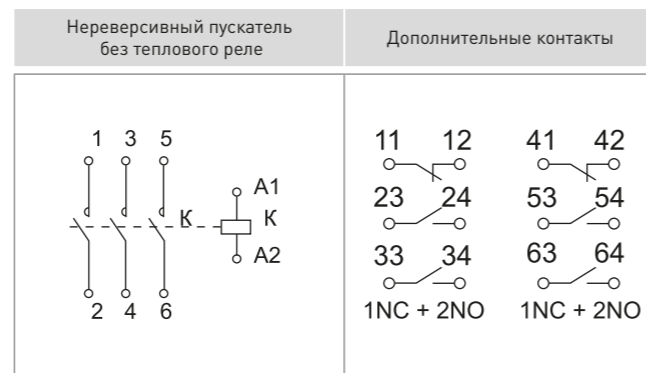 Нереверсивный пускатель
без теплового реле
Дополнительные контакты
1 3 5
A1
К К
A2
2 4 6
11 12 41 42
23 24 53 54
33 34 63 64
1NC + 2NO 1NC + 2NO